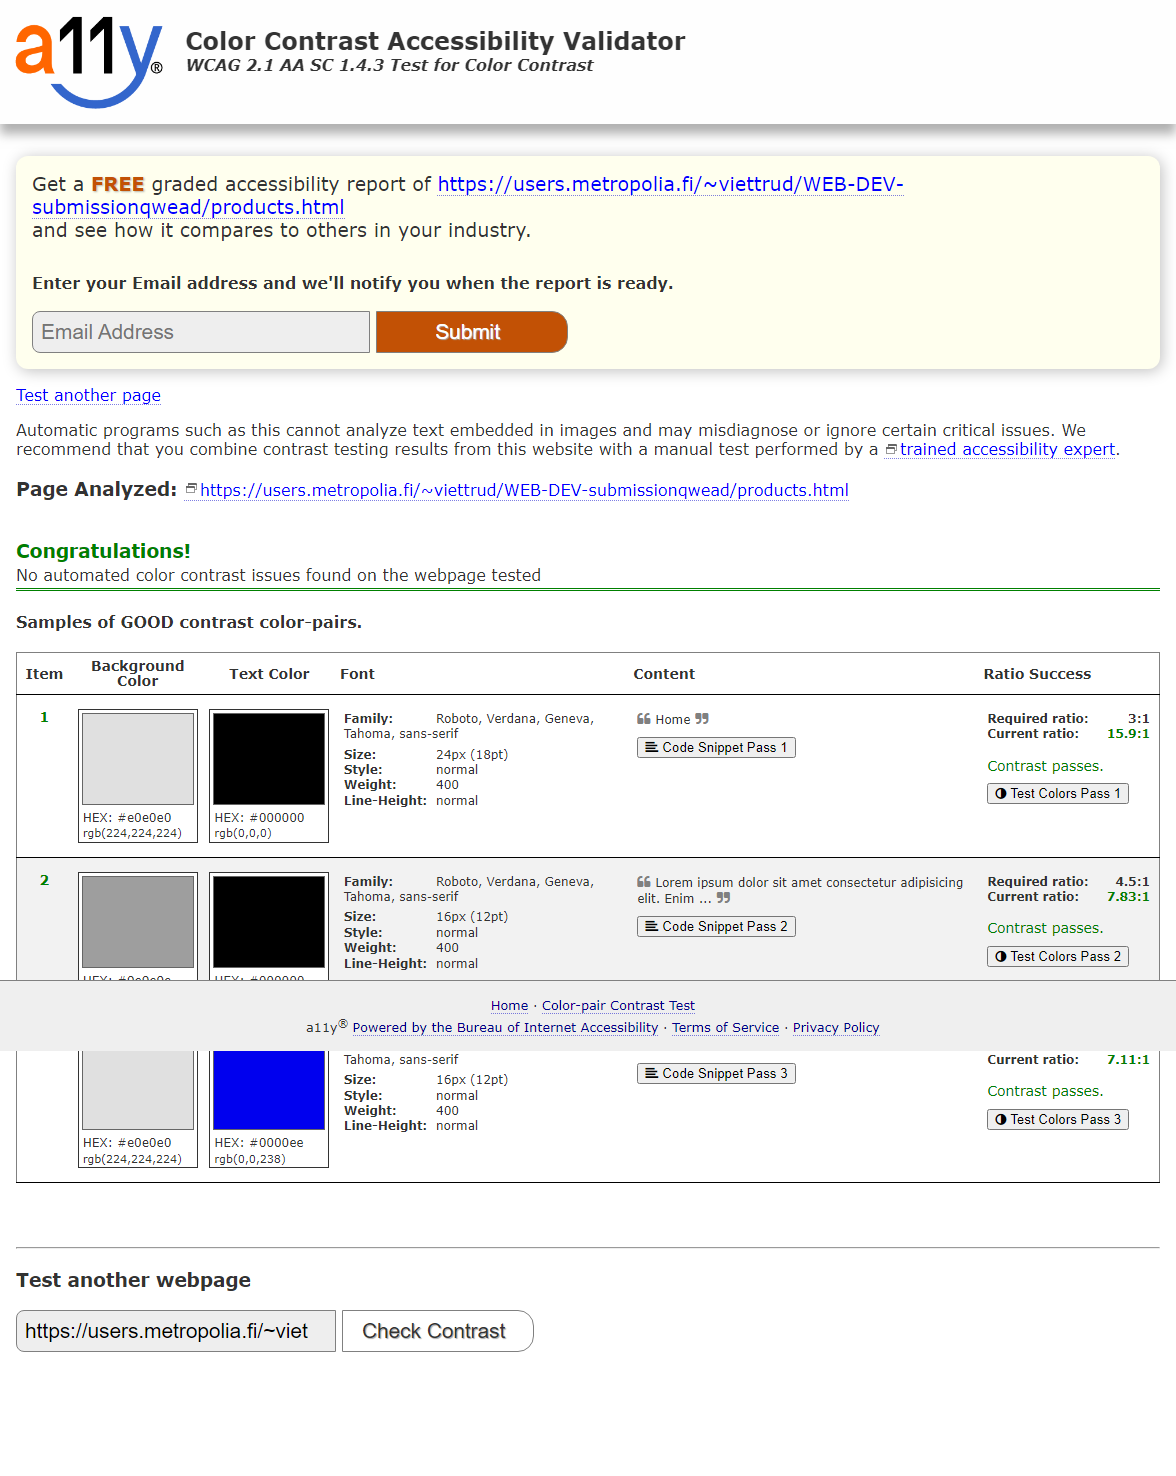 a11y®
Color Contrast Accessibility Validator
WCAG 2.1 AA SC 1.4.3 Test for Color Contrast
Get a FREE graded accessibility report of https://users.metropolia.fi/~viettrud/WEB-DEV-
submissionqwead/products.html
and see how it compares to others in your industry.
Enter your Email address and we'll notify you when the report is ready.
Email Address
Submit
Test another page
Automatic programs such as this cannot analyze text embedded in images and may misdiagnose or ignore certain critical issues. We
recommend that you combine contrast testing results from this website with a manual test performed by a trained accessibility expert.
Page Analyzed: https://users.metropolia.fi/~viettrud/WEB-DEV-submissionqwead/products.html
Congratulations!
No automated color contrast issues found on the webpage tested
Samples of GOOD contrast color-pairs.
Item Background Color Text Color Font Content Ratio Success
1
HEX: #e0e0e0
rgb(224,224,224)
HEX: #000000
rgb(0,0,0)
Family: Roboto, Verdana, Geneva,
Tahoma, sans-serif
Size: 24px (18pt)
Style: normal
Weight: 400
Line-Height: normal
❝ Home ❞
Code Snippet Pass 1
Required ratio: 3:1
Current ratio: 15.9:1
Contrast passes.
Test Colors Pass 1
2
Family: Roboto, Verdana, Geneva,
Tahoma, sans-serif
Size: 16px (12pt)
Style: normal
Weight: 400
Line-Height: normal
❝ Lorem ipsum dolor sit amet consectetur adipisicing
elit. Enim ... ❞
Code Snippet Pass 2
Required ratio: 4.5:1
Current ratio: 7.83:1
Contrast passes.
Test Colors Pass 2
Home · Color-pair Contrast Test
a11y® Powered by the Bureau of Internet Accessibility · Terms of Service · Privacy Policy
HEX: #e0e0e0
rgb(224,224,224)
HEX: #0000ee
rgb(0,0,238)
Tahoma, sans-serif
Size: 16px (12pt)
Style: normal
Weight: 400
Line-Height: normal
Code Snippet Pass 3
Current ratio: 7.11:1
Contrast passes.
Test Colors Pass 3
Test another webpage
https://users.metropolia.fi/~viet
Check Contrast